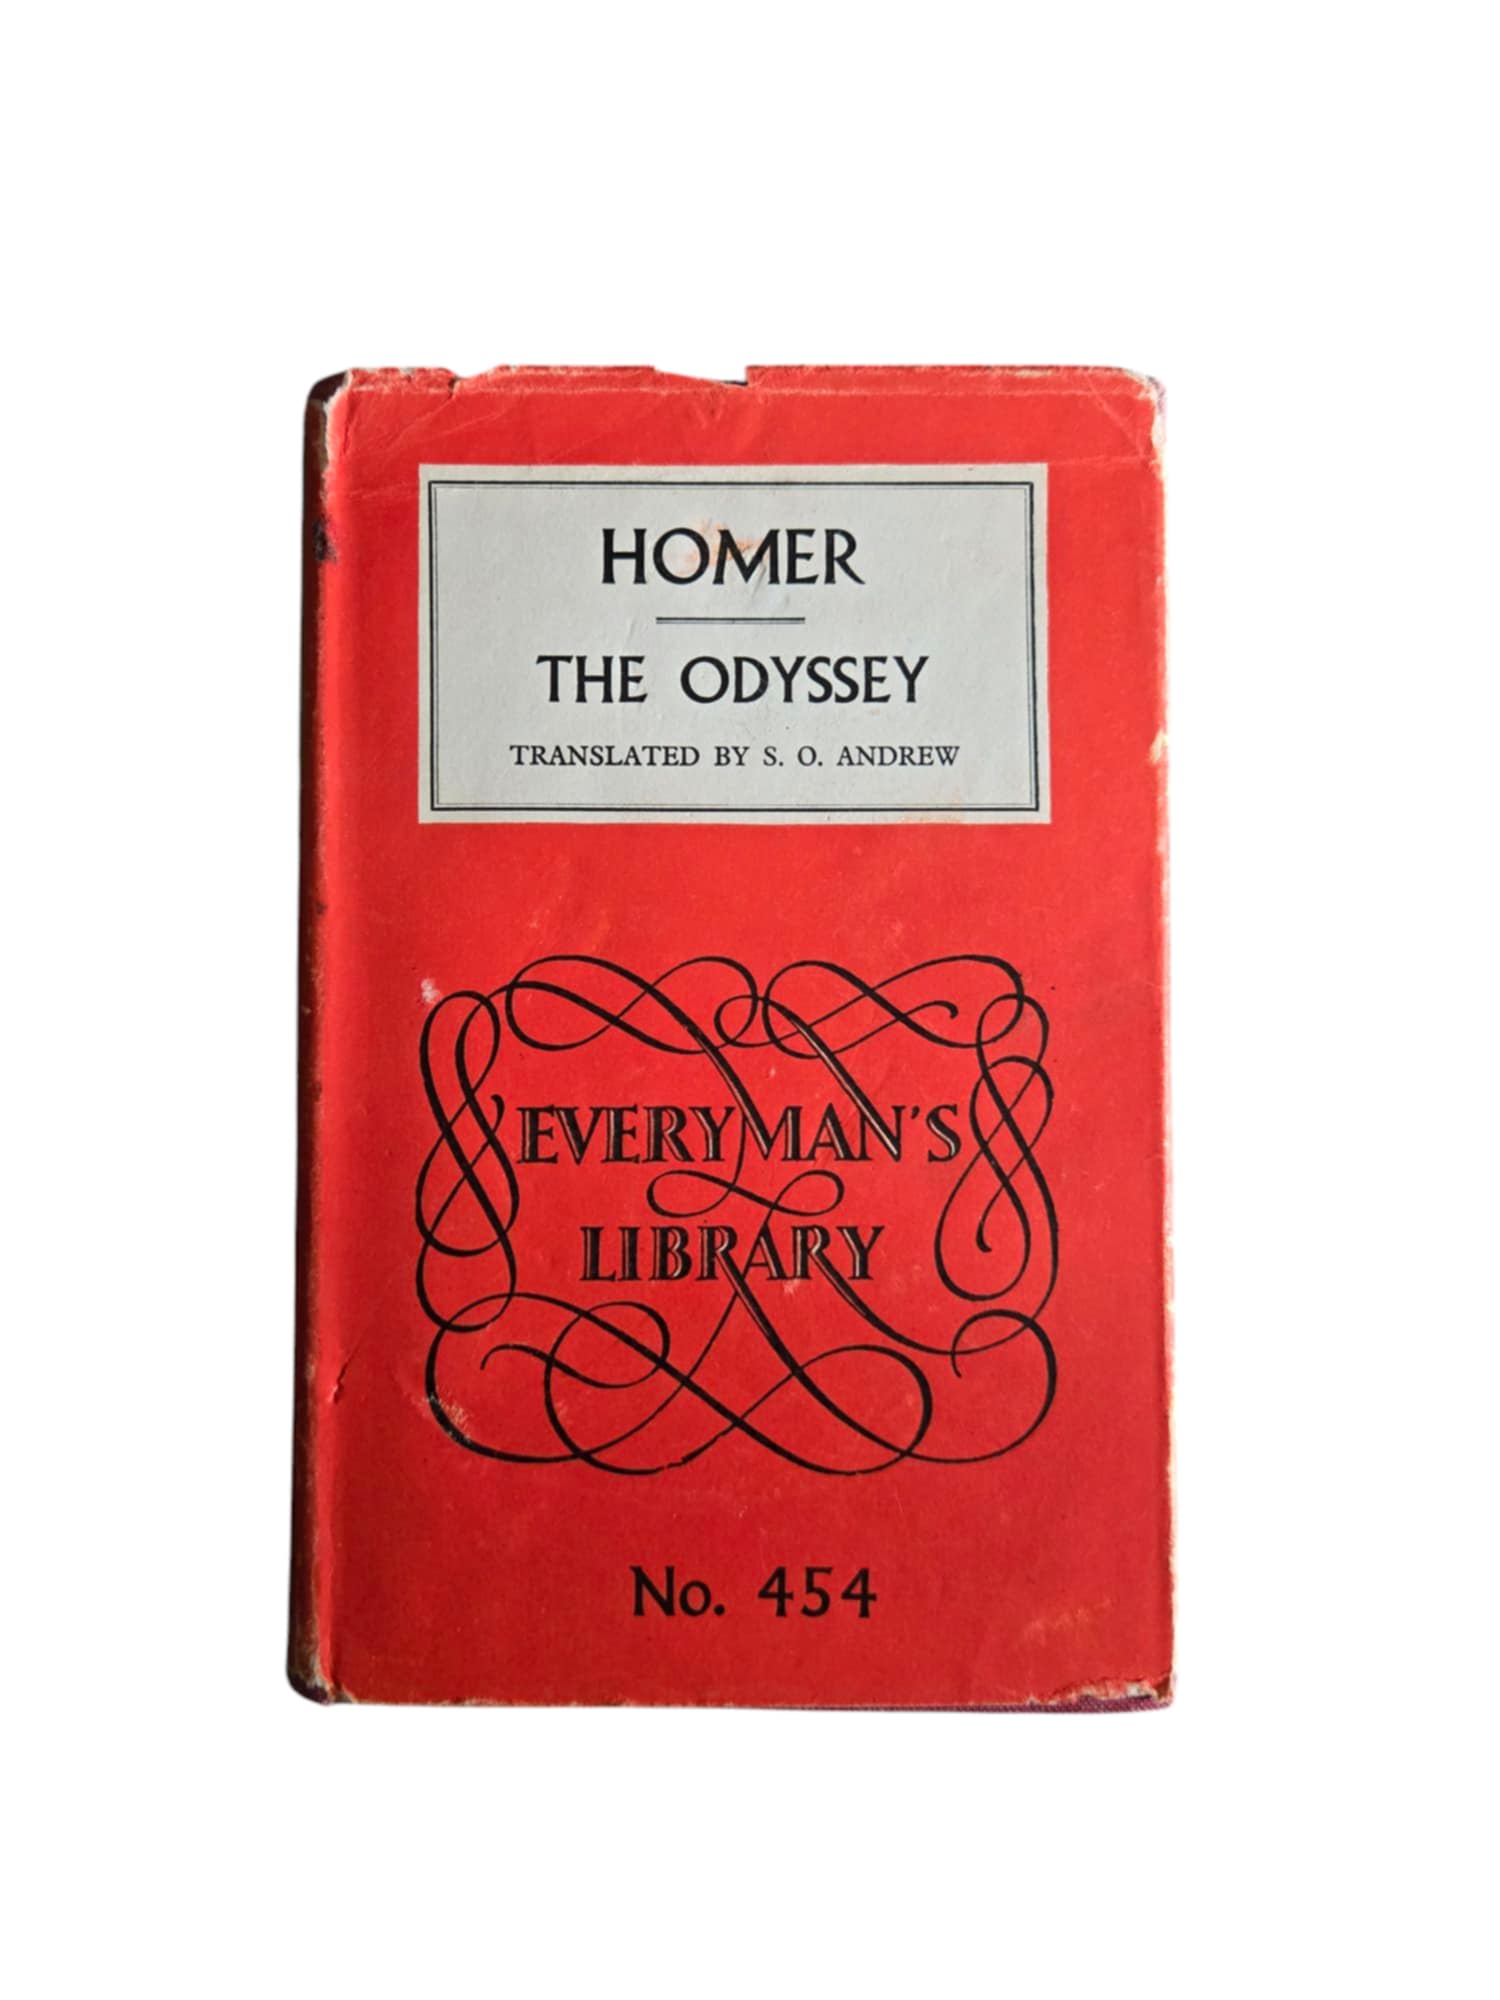 HOMER
THE ODYSSEY
TRANSLATED BY S. O. ANDREW
EVERYMAN'S
LIBRARY
No. 454